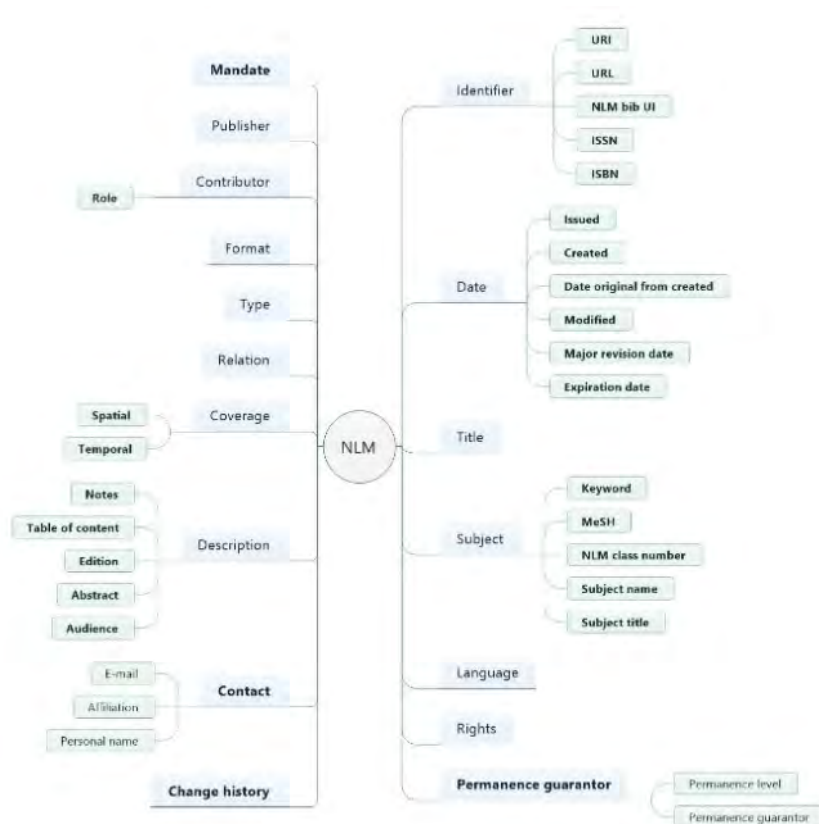 Mandate
Publisher
Contributor
Role
Format
Type
Relation
Coverage
Spatial
Temporal
Description
Notes
Table of content
Edition
Abstract
Audience
Contact
E-mail
Affiliation
Personal name
Change history
NLM
Identifier
URI
URL
NLM bib UI
ISSN
ISBN
Date
Issued
Created
Date original from created
Modified
Major revision date
Expiration date
Title
Subject
Keyword
MeSH
NLM class number
Subject name
Subject title
Language
Rights
Permanence guarantor
Permanence level
Permanence guarantor